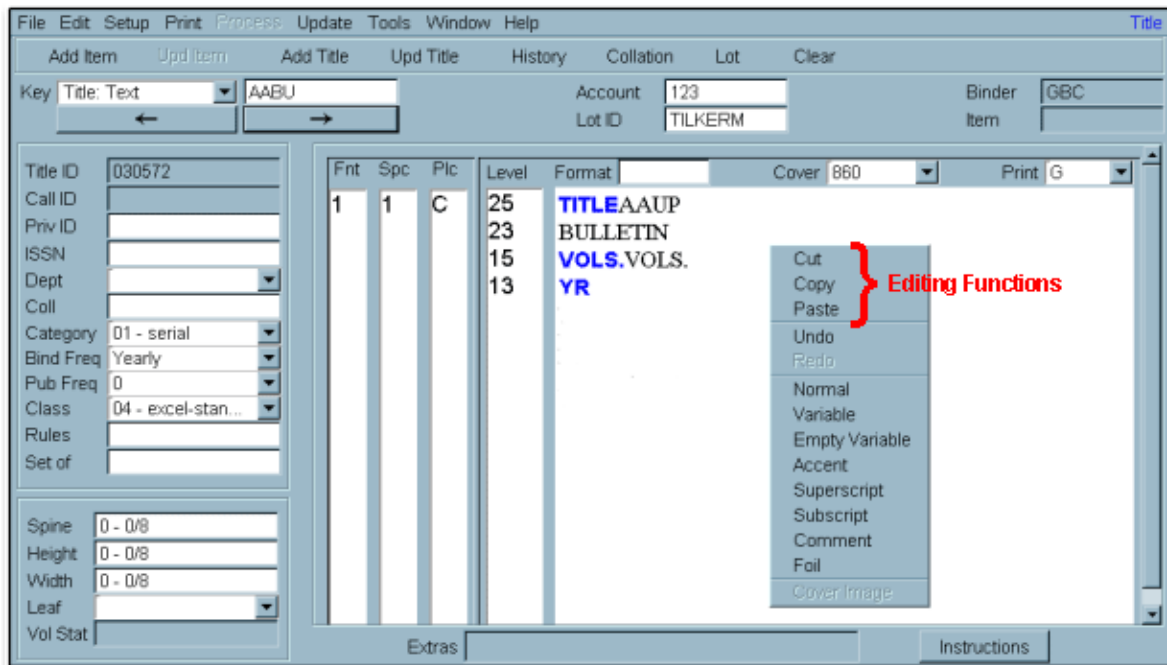 File Edit Setup Print Process Update Tools Window Help Title
Add Item Upd Item Add Title Upd Title History Collation Lot Clear
Key Title: Text AABU Account 123 Binder GBC
← → Lot ID TILKERM Item
Title ID 030572
Call ID
Priv ID
ISSN
Dept
Coll
Category 01 - serial
Bind Freq Yearly
Pub Freq 0
Class 04 - excel-stan...
Rules
Set of
Spine 0 - 0/8
Height 0 - 0/8
Width 0 - 0/8
Leaf
Vol Stat
Fnt Spc Plc Level Format Cover 860 Print G
1 1 C 25 TITLEAAUP
23 BULLETIN
15 VOLS.VOLS.
13 YR
Cut
Copy
Paste
Editing Functions
Undo
Redo
Normal
Variable
Empty Variable
Accent
Superscript
Subscript
Comment
Foil
Cover Image
Extras Instructions